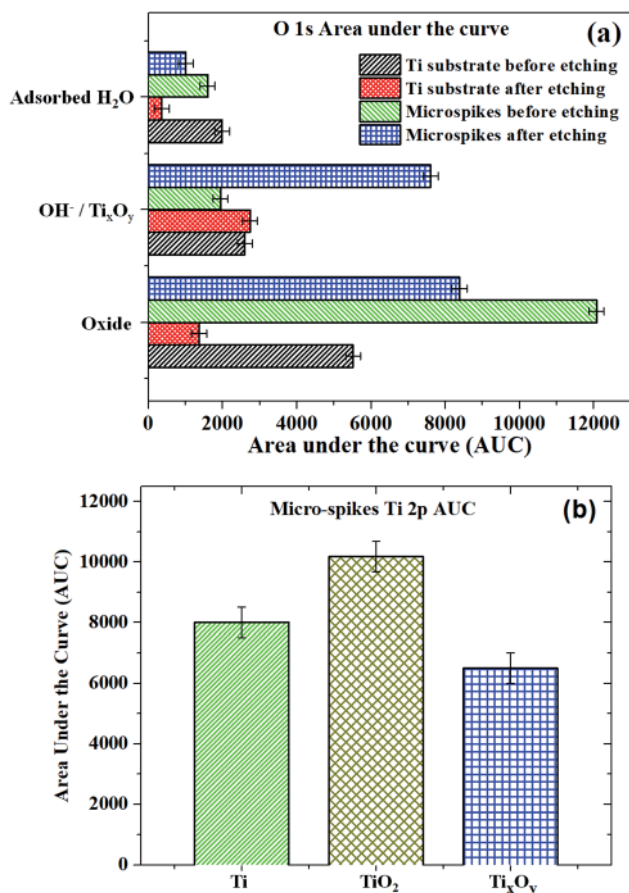 O 1s Area under the curve
(a)
Ti substrate before etching
Ti substrate after etching
Microspikes before etching
Microspikes after etching
Adsorbed H₂O
OH⁻ / TiₓOᵧ
Oxide
0 2000 4000 6000 8000 10000 12000
Area under the curve (AUC)
Micro-spikes Ti 2p AUC
(b)
12000
10000
8000
6000
4000
2000
0
Area Under the Curve (AUC)
Ti TiO₂ TiₓOᵧ